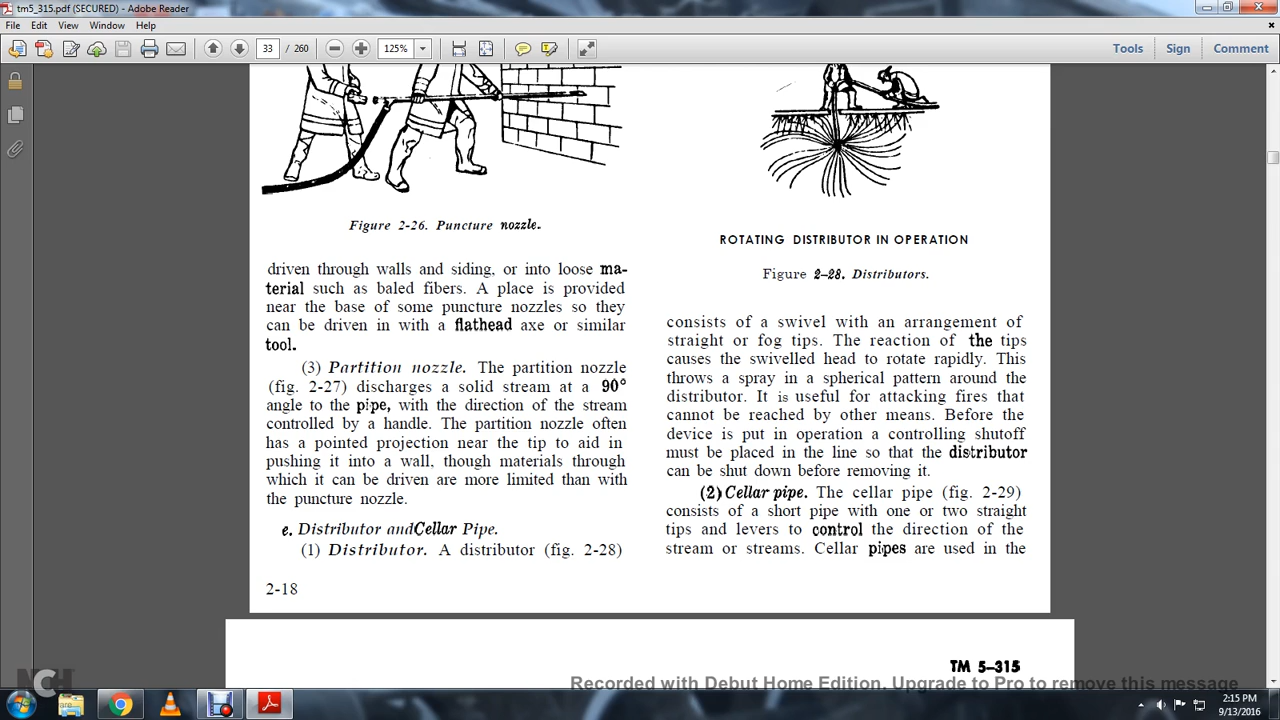 tm5_315.pdf (SECURED) - Adobe Reader
File Edit View Window Help
33 / 260 125% Tools Sign Comment
Figure 2-26. Puncture nozzle.
driven through walls and siding, or into loose ma-
terial such as baled fibers. A place is provided
near the base of some puncture nozzles so they
can be driven in with a flathead axe or similar
tool.
(3) Partition nozzle. The partition nozzle
(fig. 2-27) discharges a solid stream at a 90°
angle to the pipe, with the direction of the stream
controlled by a handle. The partition nozzle often
has a pointed projection near the tip to aid in
pushing it into a wall, though materials through
which it can be driven are more limited than with
the puncture nozzle.
e. Distributor and Cellar Pipe.
(1) Distributor. A distributor (fig. 2-28)
2-18
ROTATING DISTRIBUTOR IN OPERATION
Figure 2-28. Distributors.
consists of a swivel with an arrangement of
straight or fog tips. The reaction of the tips
causes the swivelled head to rotate rapidly. This
throws a spray in a spherical pattern around the
distributor. It is useful for attacking fires that
cannot be reached by other means. Before the
device is put in operation a controlling shutoff
must be placed in the line so that the distributor
can be shut down before removing it.
(2) Cellar pipe. The cellar pipe (fig. 2-29)
consists of a short pipe with one or two straight
tips and levers to control the direction of the
stream or streams. Cellar pipes are used in the
TM 5-315
NCH
Recorded with Debut Home Edition. Upgrade to Pro to remove this message
2:15 PM
9/13/2016